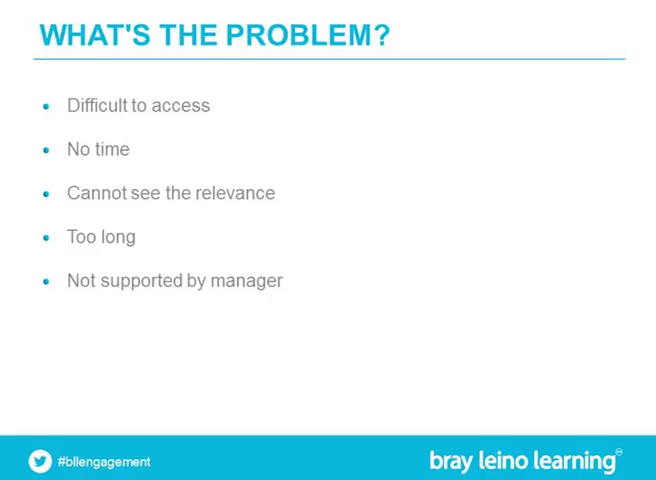 WHAT'S THE PROBLEM?
Difficult to access
No time
Cannot see the relevance
Too long
Not supported by manager
#bllengagement
bray leino learning